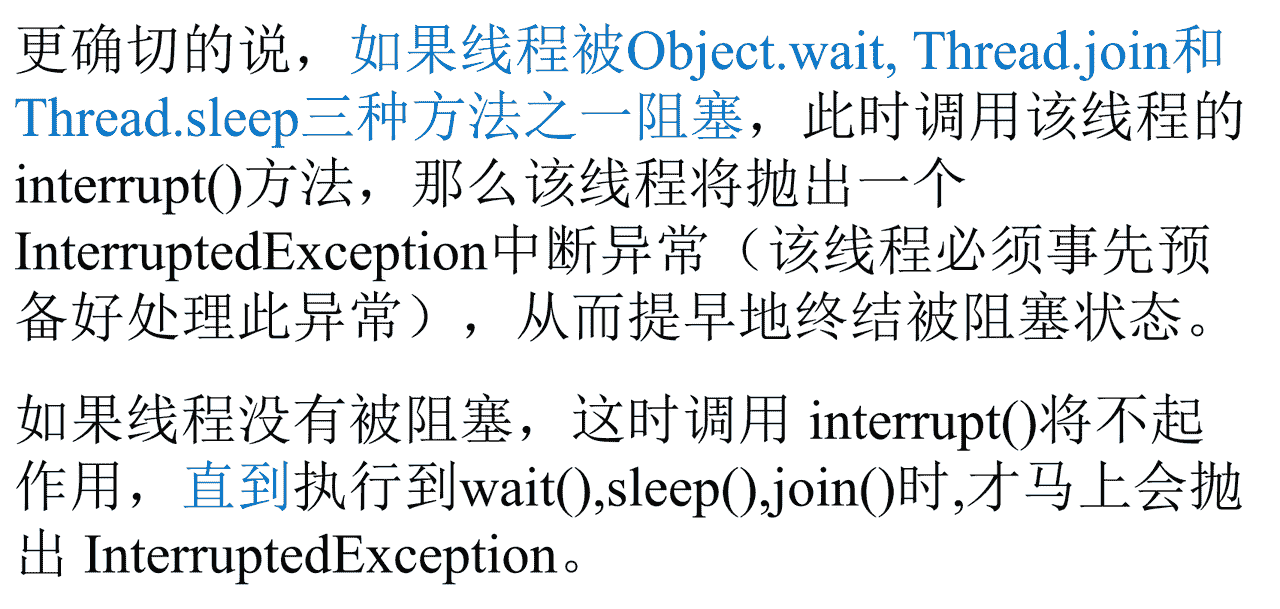 更确切的说，如果线程被Object.wait, Thread.join和
Thread.sleep三种方法之一阻塞，此时调用该线程的
interrupt()方法，那么该线程将抛出一个
InterruptedException中断异常（该线程必须事先预
备好处理此异常），从而提早地终结被阻塞状态。
如果线程没有被阻塞，这时调用 interrupt()将不起
作用，直到执行到wait(),sleep(),join()时,才马上会抛
出 InterruptedException。